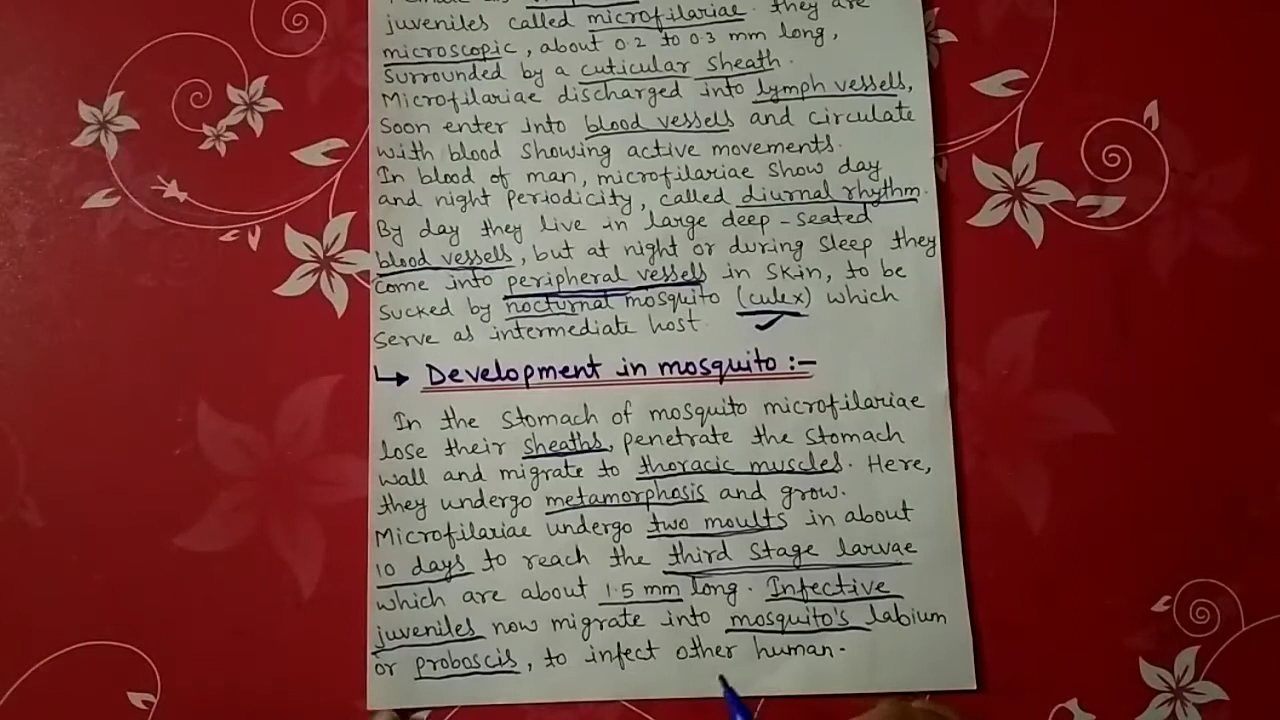 juveniles called microfilariae. they are
microscopic, about 0.2 to 0.3 mm long,
surrounded by a cuticular sheath.
Microfilariae discharged into lymph vessels,
soon enter into blood vessels and circulate
with blood showing active movements.
In blood of man, microfilariae show day
and night periodicity, called diurnal rhythm.
By day they live in large deep-seated
blood vessels, but at night or during sleep they
come into peripheral vessels in skin, to be
sucked by nocturnal mosquito (culex) which
serve as intermediate host.
↳ Development in mosquito :-
In the stomach of mosquito microfilariae
lose their sheaths, penetrate the stomach
wall and migrate to thoracic muscles. Here,
they undergo metamorphosis and grow.
Microfilariae undergo two moults in about
10 days to reach the third stage larvae
which are about 1.5 mm long. Infective
juveniles now migrate into mosquito's labium
or proboscis, to infect other human.